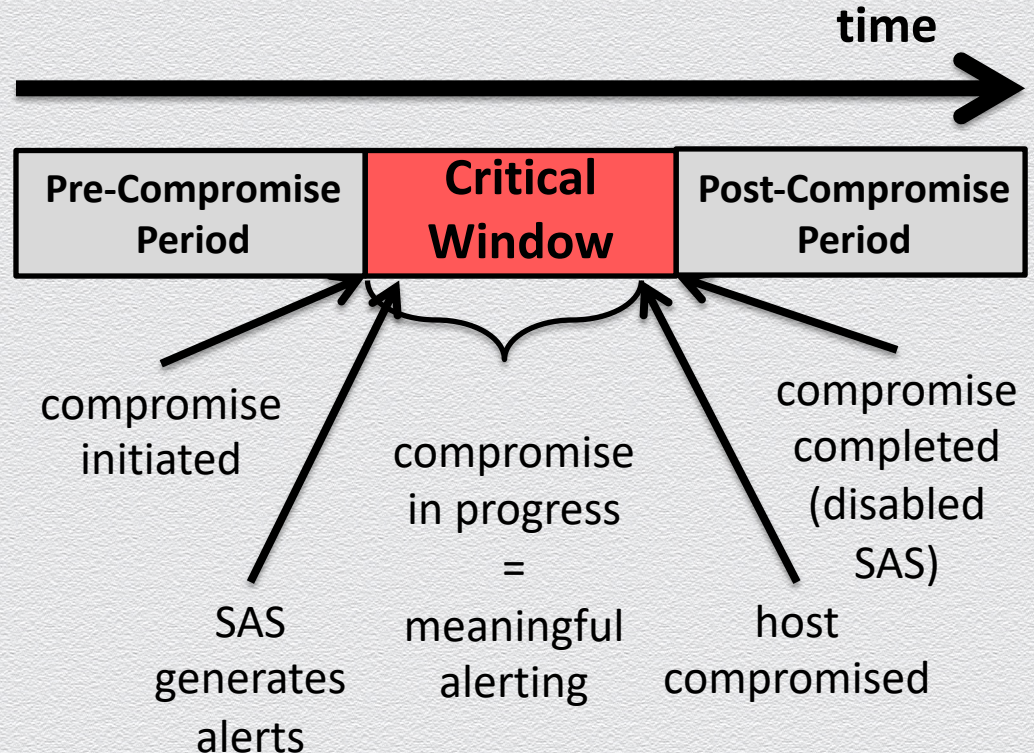 time
Pre-Compromise
Period
Critical
Window
Post-Compromise
Period
compromise
initiated
SAS
generates
alerts
compromise
in progress
=
meaningful
alerting
host
compromised
compromise
completed
(disabled
SAS)